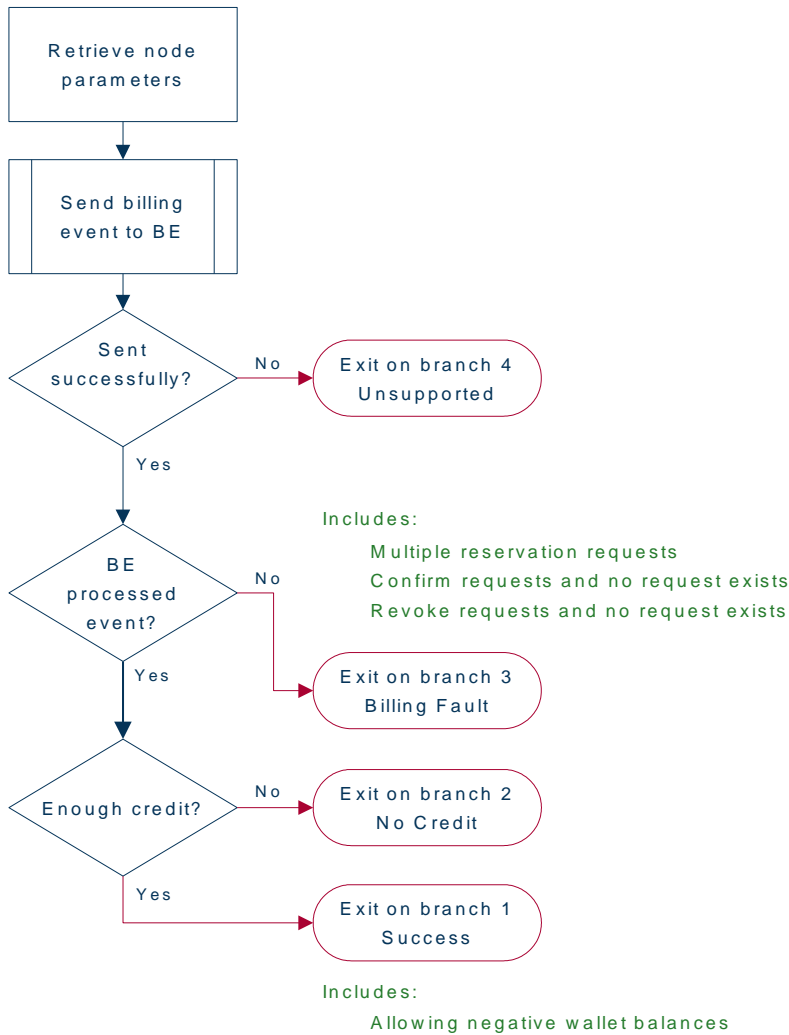 Retrieve node
parameters
Send billing
event to BE
Sent
successfully?
No
Exit on branch 4
Unsupported
Yes
Includes:
Multiple reservation requests
Confirm requests and no request exists
Revoke requests and no request exists
BE
processed
event?
No
Exit on branch 3
Billing Fault
Yes
Enough credit?
No
Exit on branch 2
No Credit
Yes
Exit on branch 1
Success
Includes:
Allowing negative wallet balances